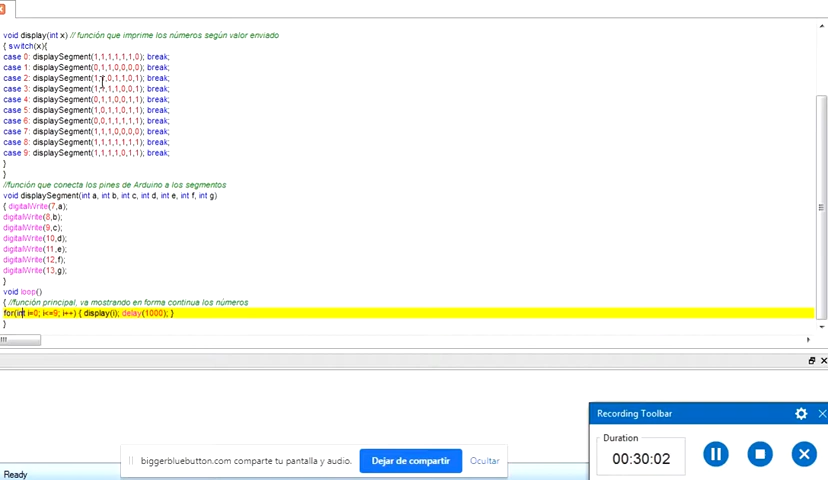 void display(int x) // función que imprime los números según valor enviado
{ switch(x){
case 0: displaySegment(1,1,1,1,1,1,0); break;
case 1: displaySegment(0,1,1,0,0,0,0); break;
case 2: displaySegment(1,1,0,1,1,0,1); break;
case 3: displaySegment(1,1,1,1,0,0,1); break;
case 4: displaySegment(0,1,1,0,0,1,1); break;
case 5: displaySegment(1,0,1,1,0,1,1); break;
case 6: displaySegment(0,0,1,1,1,1,1); break;
case 7: displaySegment(1,1,1,0,0,0,0); break;
case 8: displaySegment(1,1,1,1,1,1,1); break;
case 9: displaySegment(1,1,1,1,0,1,1); break;
}
}
//función que conecta los pines de Arduino a los segmentos
void displaySegment(int a, int b, int c, int d, int e, int f, int g)
{ digitalWrite(7,a);
digitalWrite(8,b);
digitalWrite(9,c);
digitalWrite(10,d);
digitalWrite(11,e);
digitalWrite(12,f);
digitalWrite(13,g);
}
void loop()
{ //función principal, va mostrando en forma continua los números
for(int i=0; i<=9; i++) { display(i); delay(1000); }
}
Recording Toolbar
Duration
00:30:02
biggerbluebutton.com comparte tu pantalla y audio.
Dejar de compartir
Ocultar
Ready